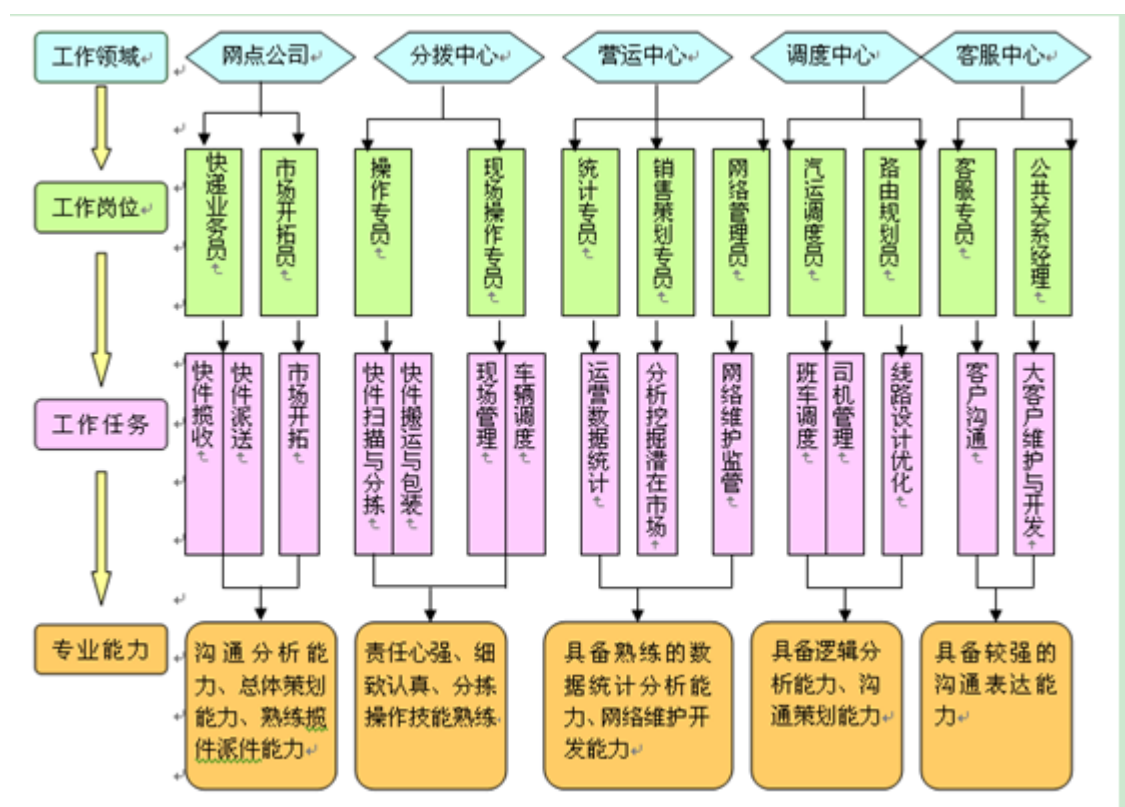 工作领域
网点公司
分拨中心
营运中心
调度中心
客服中心
工作岗位
快递业务员
市场开拓员
操作专员
现场操作专员
统计专员
销售策划专员
网络管理员
汽运调度员
路由规划员
客服专员
公共关系经理
工作任务
快件揽收
快件派送
市场开拓
快件扫描与分拣
快件搬运与包装
现场管理
车辆调度
运营数据统计
分析挖掘潜在市场
网络维护监管
班车调度
司机管理
线路设计优化
客户沟通
大客户维护与开发
专业能力
沟通分析能
力、总体策划
能力、熟练揽
件派件能力
责任心强、细
致认真、分拣
操作技能熟练
具备熟练的数
据统计分析能
力、网络维护开
发能力
具备逻辑分
析能力、沟
通策划能力
具备较强的
沟通表达能
力